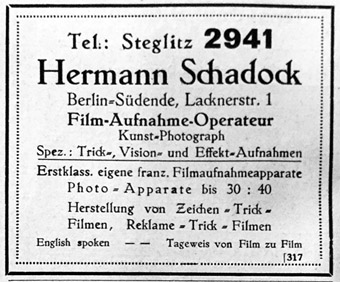 Tel.: Steglitz 2941
Hermann Schadock
Berlin-Südende, Lacknerstr. 1
Film-Aufnahme-Operateur
Kunst-Photograph
Spez.: Trick-, Vision- und Effekt-Aufnahmen
Erstklass. eigene franz. Filmaufnahmeapparate
Photo-Apparate bis 30 : 40
Herstellung von Zeichen-Trick-
Filmen, Reklame-Trick-Filmen
English spoken — — Tageweis von Film zu Film
[317